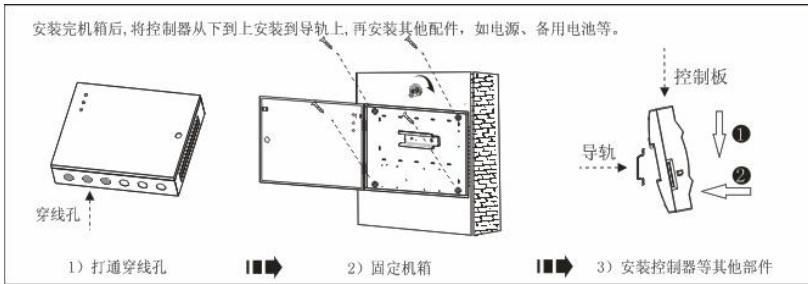 安装完机箱后,将控制器从下到上安装到导轨上,再安装其他配件，如电源、备用电池等。
控制板
❶
导轨
❷
穿线孔
1）打通穿线孔
2）固定机箱
3）安装控制器等其他部件